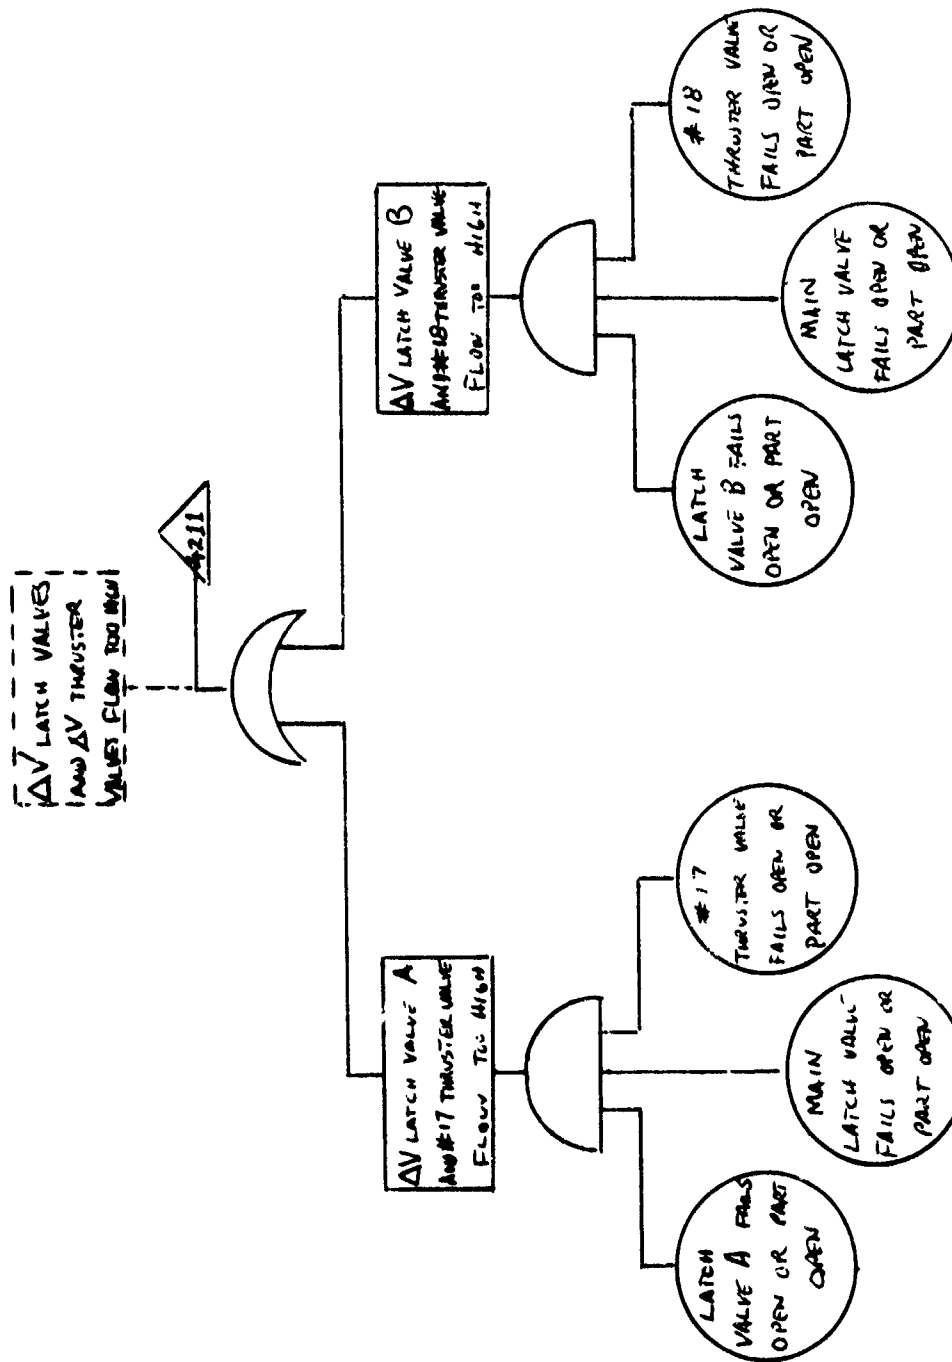 ΔV LATCH VALVES
AND ΔV THRUSTER
VALVES FLOW TOO HIGH
ΔV LATCH VALVE A
AND #17 THRUSTER VALVE
FLOW TOO HIGH
ΔV LATCH VALVE B
AND #18 THRUSTER VALVE
FLOW TOO HIGH
LATCH
VALVE A FAILS
OPEN OR PART
OPEN
MAIN
LATCH VALVE
FAILS OPEN OR
PART OPEN
#17
THRUSTER VALVE
FAILS OPEN OR
PART OPEN
LATCH
VALVE B FAILS
OPEN OR PART
OPEN
MAIN
LATCH VALVE
FAILS OPEN OR
PART OPEN
#18
THRUSTER VALVE
FAILS OPEN OR
PART OPEN